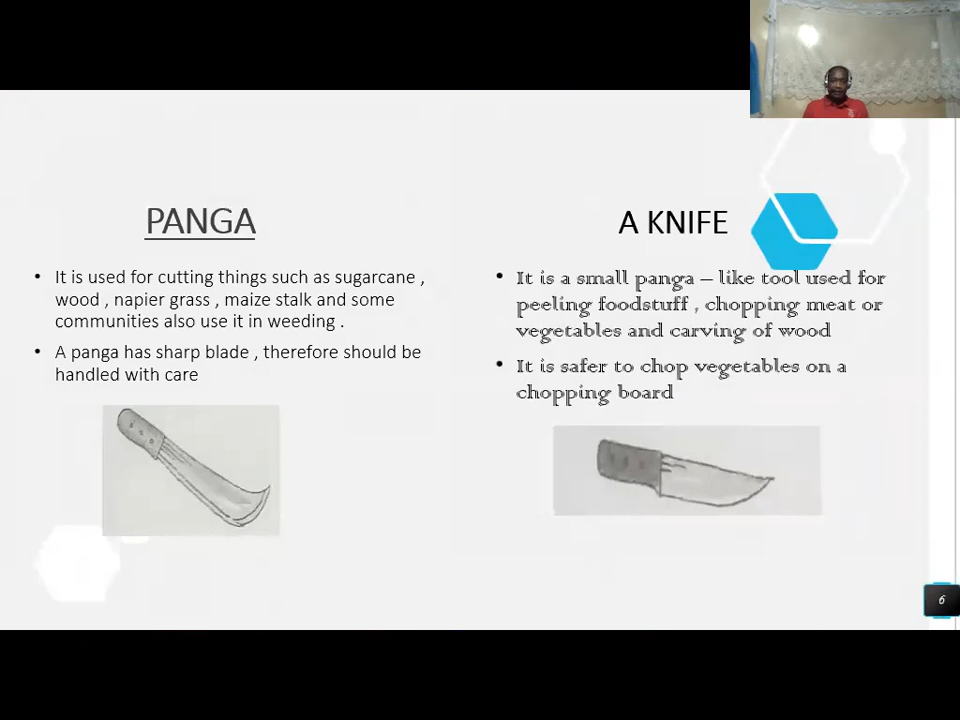 PANGA
• It is used for cutting things such as sugarcane ,
wood , napier grass , maize stalk and some
communities also use it in weeding .
• A panga has sharp blade , therefore should be
handled with care
A KNIFE
• It is a small panga – like tool used for
peeling foodstuff , chopping meat or
vegetables and carving of wood
• It is safer to chop vegetables on a
chopping board
6